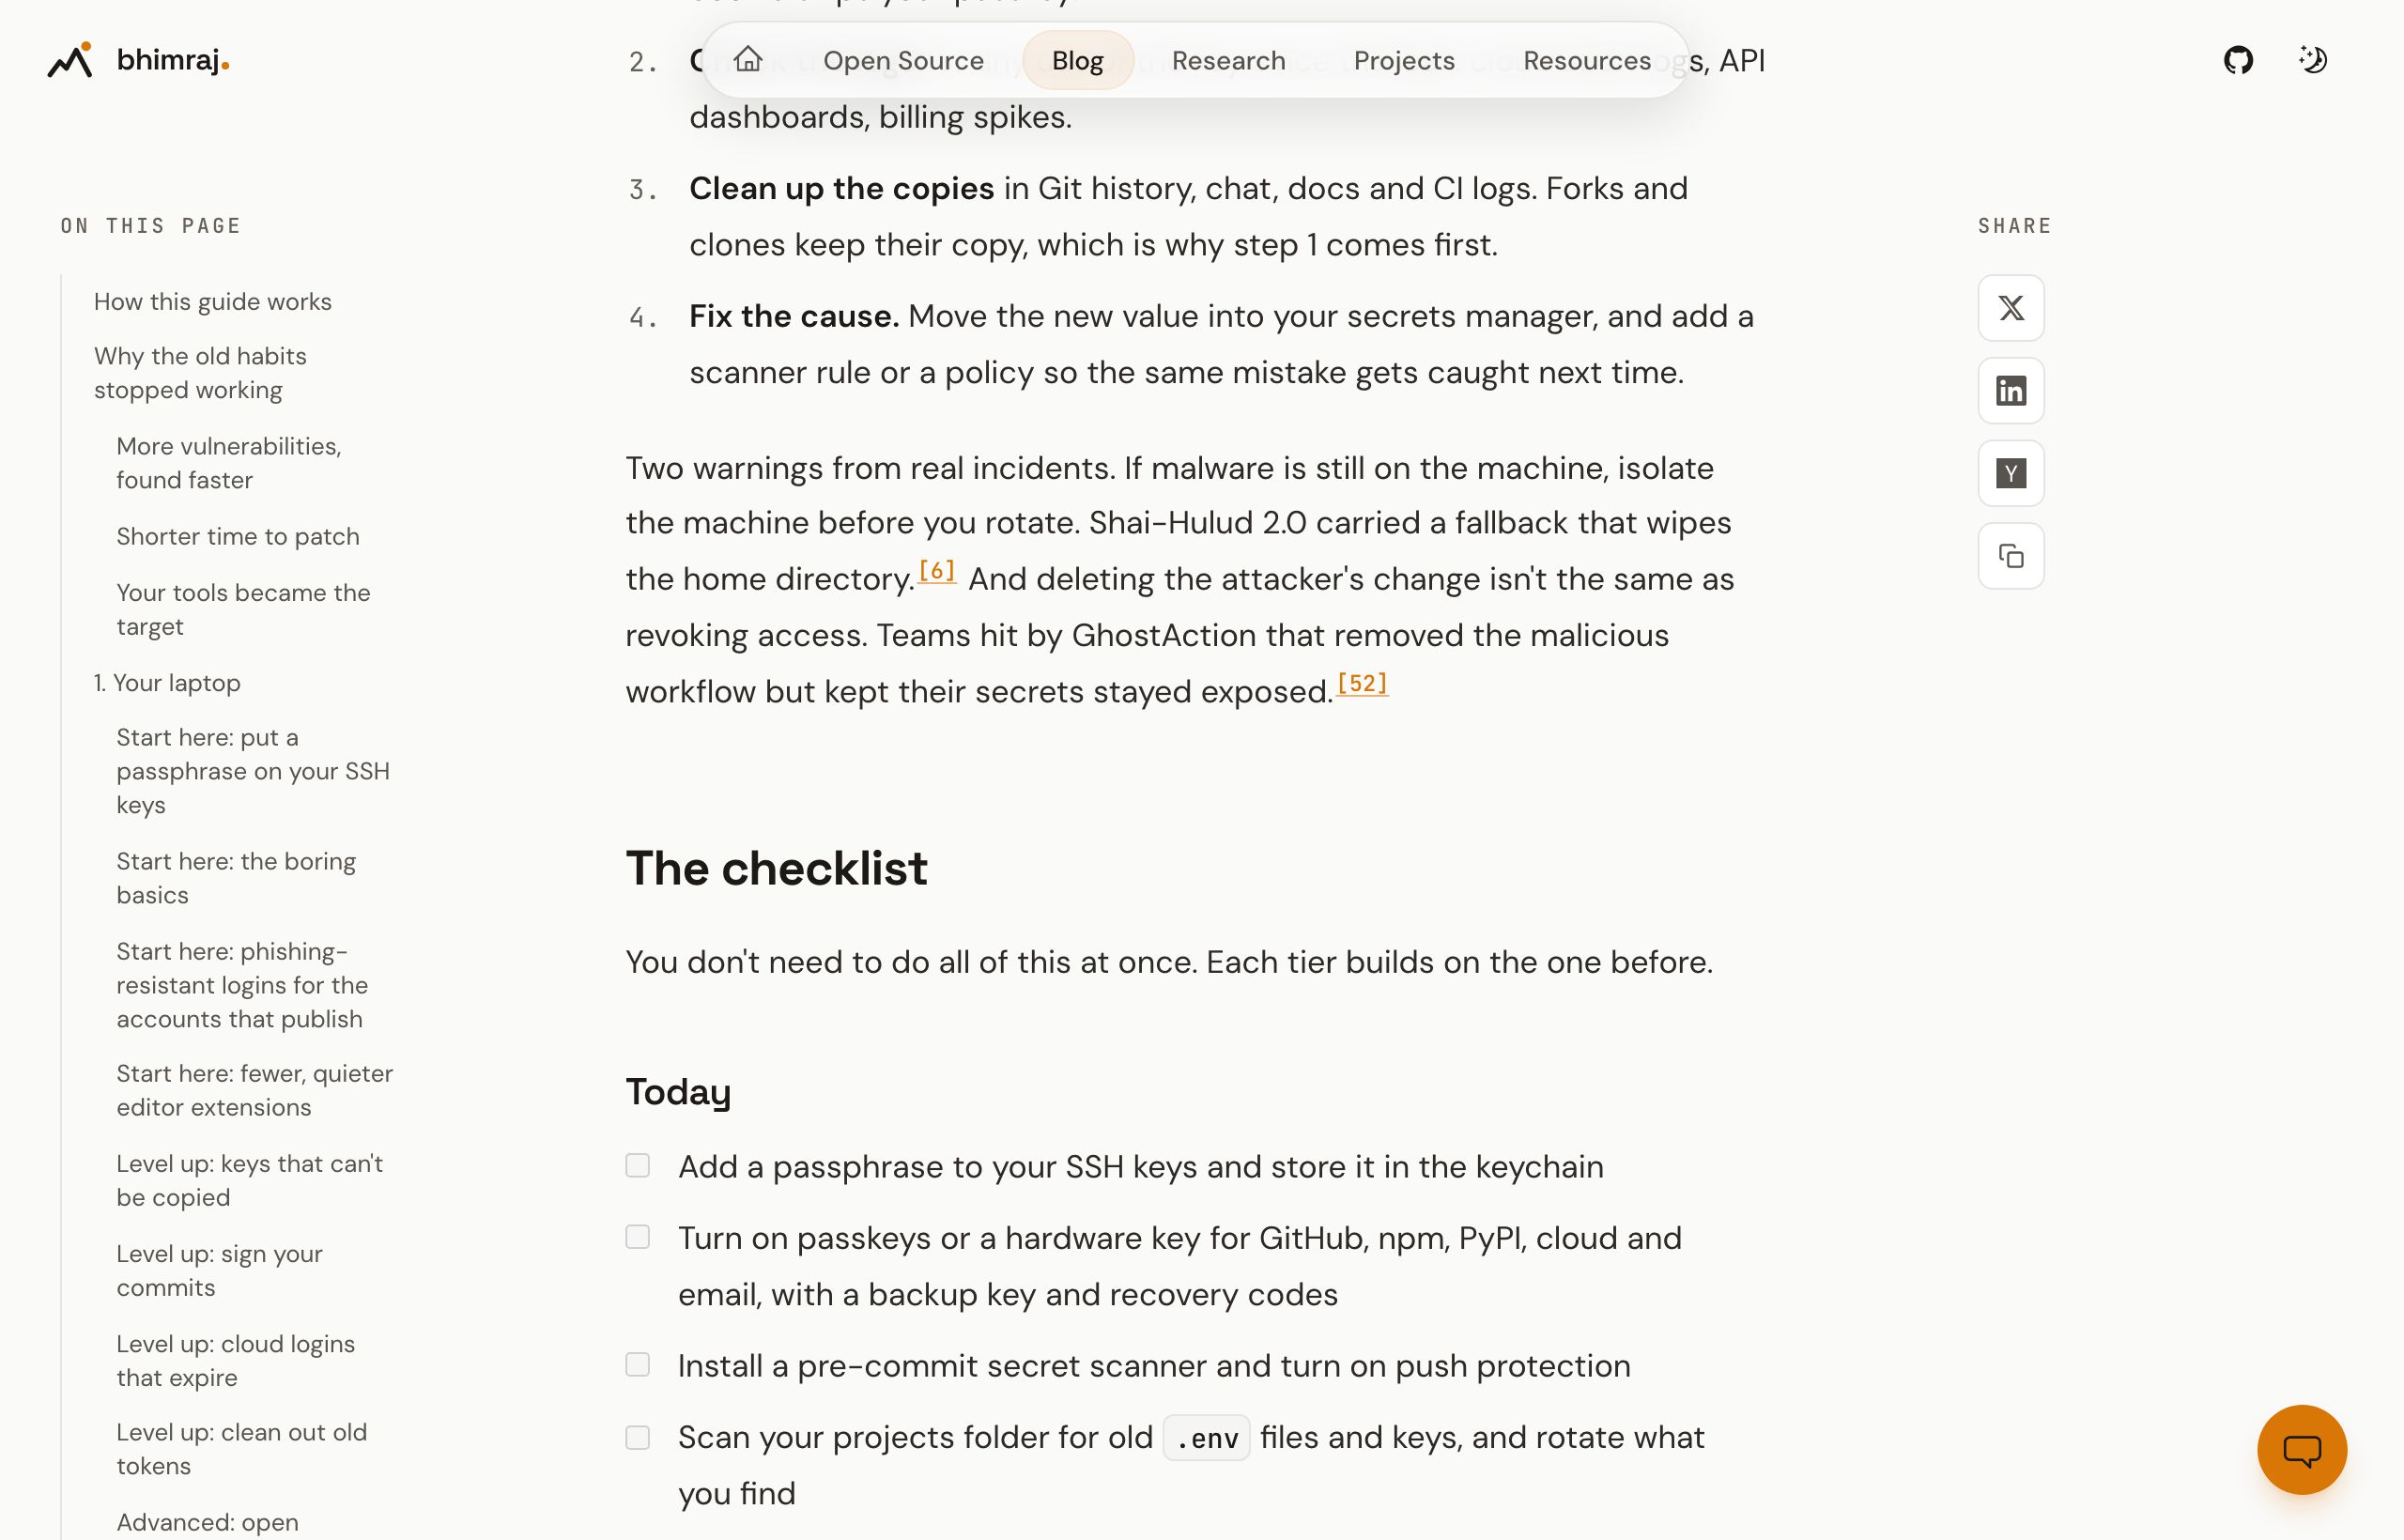 bhimraj.
Open Source
Blog
Research
Projects
Resources
2.
s, API
dashboards, billing spikes.
3. Clean up the copies in Git history, chat, docs and CI logs. Forks and
clones keep their copy, which is why step 1 comes first.
4. Fix the cause. Move the new value into your secrets manager, and add a
scanner rule or a policy so the same mistake gets caught next time.
Two warnings from real incidents. If malware is still on the machine, isolate
the machine before you rotate. Shai-Hulud 2.0 carried a fallback that wipes
the home directory.[6] And deleting the attacker's change isn't the same as
revoking access. Teams hit by GhostAction that removed the malicious
workflow but kept their secrets stayed exposed.[52]
The checklist
You don't need to do all of this at once. Each tier builds on the one before.
Today
Add a passphrase to your SSH keys and store it in the keychain
Turn on passkeys or a hardware key for GitHub, npm, PyPI, cloud and
email, with a backup key and recovery codes
Install a pre-commit secret scanner and turn on push protection
Scan your projects folder for old .env files and keys, and rotate what
you find
ON THIS PAGE
How this guide works
Why the old habits
stopped working
More vulnerabilities,
found faster
Shorter time to patch
Your tools became the
target
1. Your laptop
Start here: put a
passphrase on your SSH
keys
Start here: the boring
basics
Start here: phishing-
resistant logins for the
accounts that publish
Start here: fewer, quieter
editor extensions
Level up: keys that can't
be copied
Level up: sign your
commits
Level up: cloud logins
that expire
Level up: clean out old
tokens
Advanced: open
SHARE